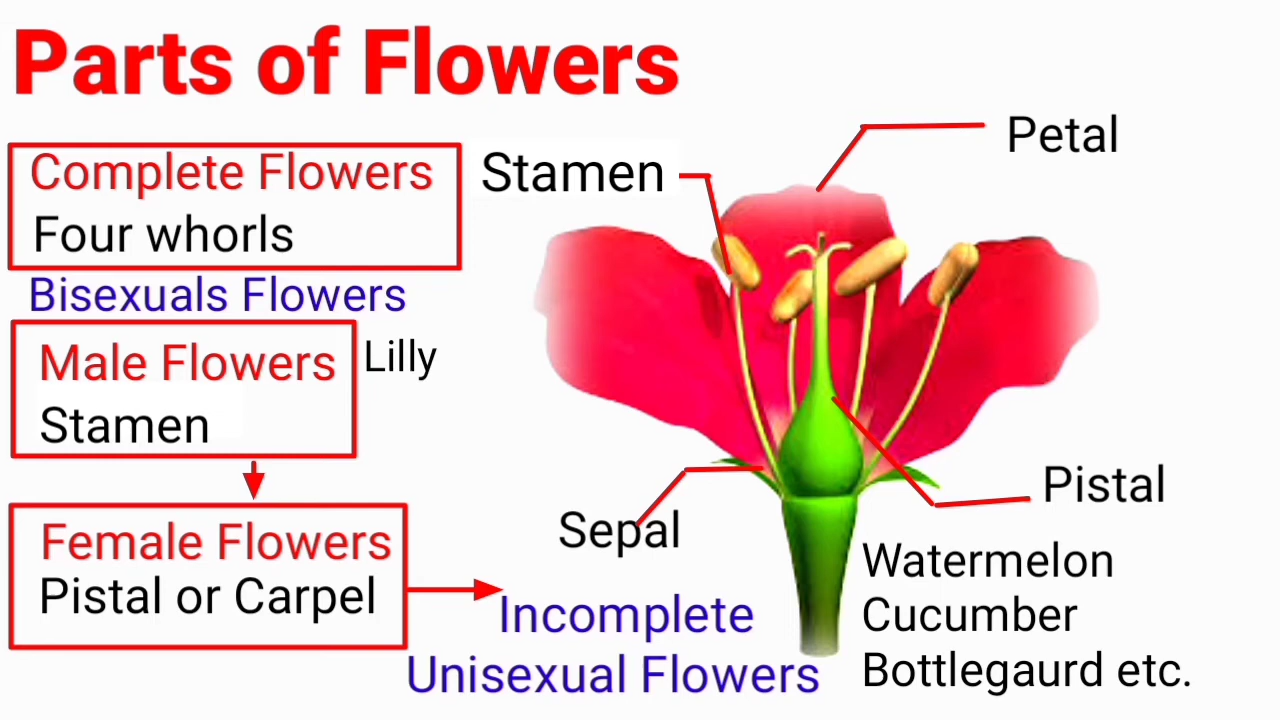 Parts of Flowers
Complete Flowers
Four whorls
Bisexuals Flowers
Male Flowers
Stamen
Lilly
Female Flowers
Pistal or Carpel
Incomplete
Unisexual Flowers
Stamen
Petal
Sepal
Pistal
Watermelon
Cucumber
Bottlegaurd etc.